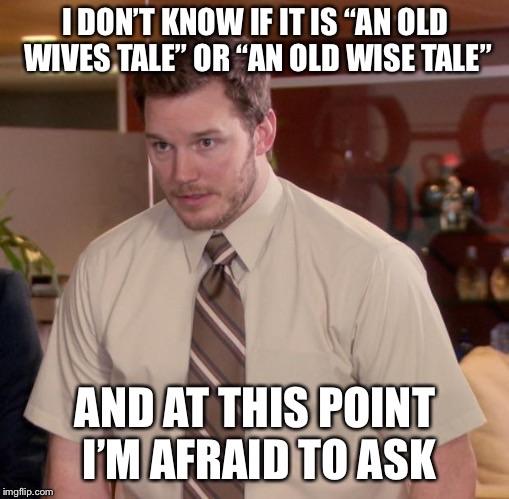 I DON’T KNOW IF IT IS “AN OLD
WIVES TALE” OR “AN OLD WISE TALE”
AND AT THIS POINT
I’M AFRAID TO ASK
imgflip.com